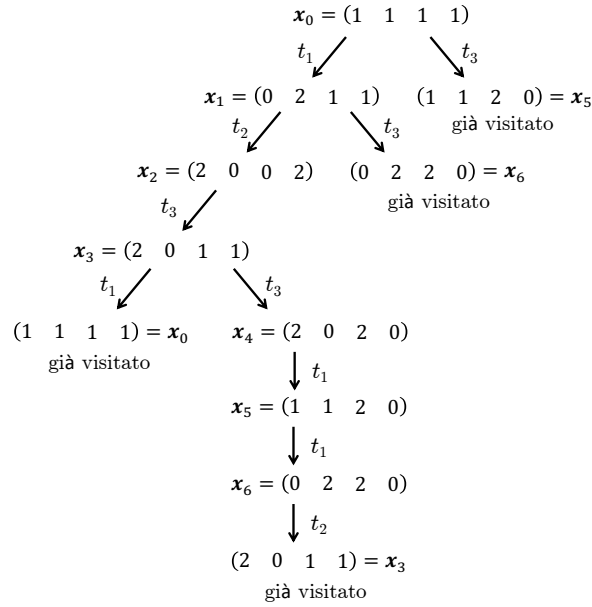 x₀ = (1 1 1 1)
t₁ t₃
x₁ = (0 2 1 1) (1 1 2 0) = x₅
già visitato
t₂ t₃
x₂ = (2 0 0 2) (0 2 2 0) = x₆
già visitato
t₃
x₃ = (2 0 1 1)
t₁ t₃
(1 1 1 1) = x₀ x₄ = (2 0 2 0)
già visitato
t₁
x₅ = (1 1 2 0)
t₁
x₆ = (0 2 2 0)
t₂
(2 0 1 1) = x₃
già visitato